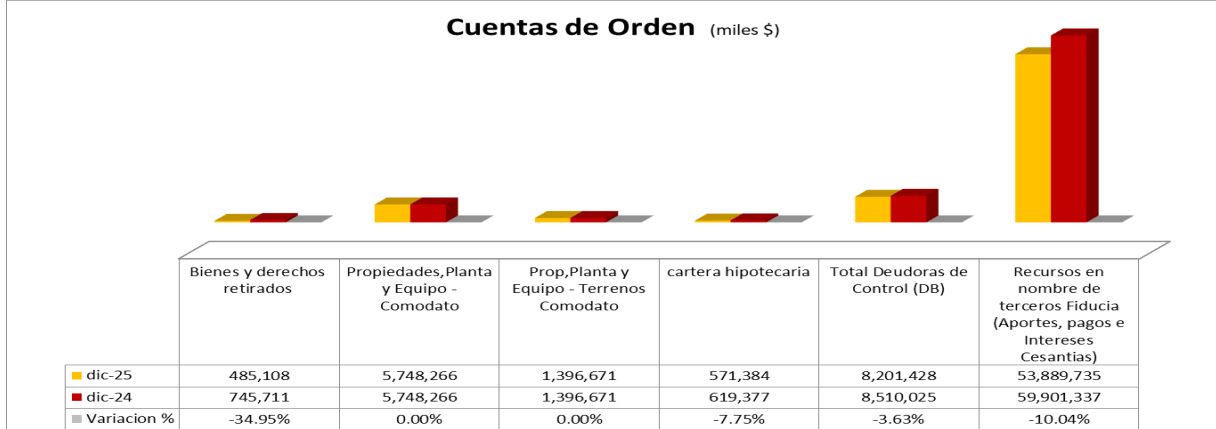 Cuentas de Orden (miles $)
Bienes y derechos retirados
Propiedades,Planta y Equipo - Comodato
Prop,Planta y Equipo - Terrenos Comodato
cartera hipotecaria
Total Deudoras de Control (DB)
Recursos en nombre de terceros Fiducia (Aportes, pagos e Intereses Cesantias)
dic-25 485,108 5,748,266 1,396,671 571,384 8,201,428 53,889,735
dic-24 745,711 5,748,266 1,396,671 619,377 8,510,025 59,901,337
Variacion % -34.95% 0.00% 0.00% -7.75% -3.63% -10.04%